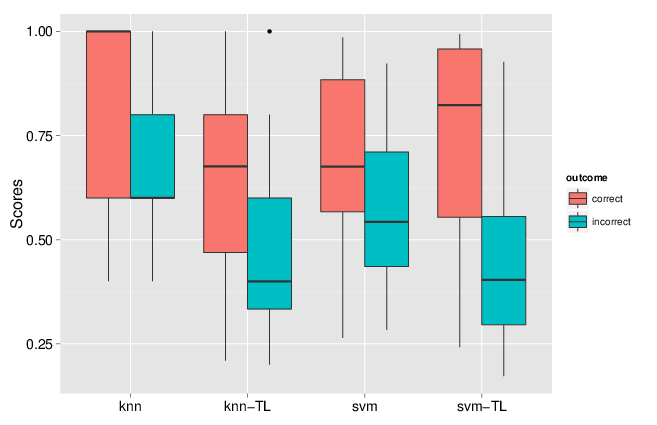 Scores
1.00
0.75
0.50
0.25
knn
knn−TL
svm
svm−TL
outcome
correct
incorrect